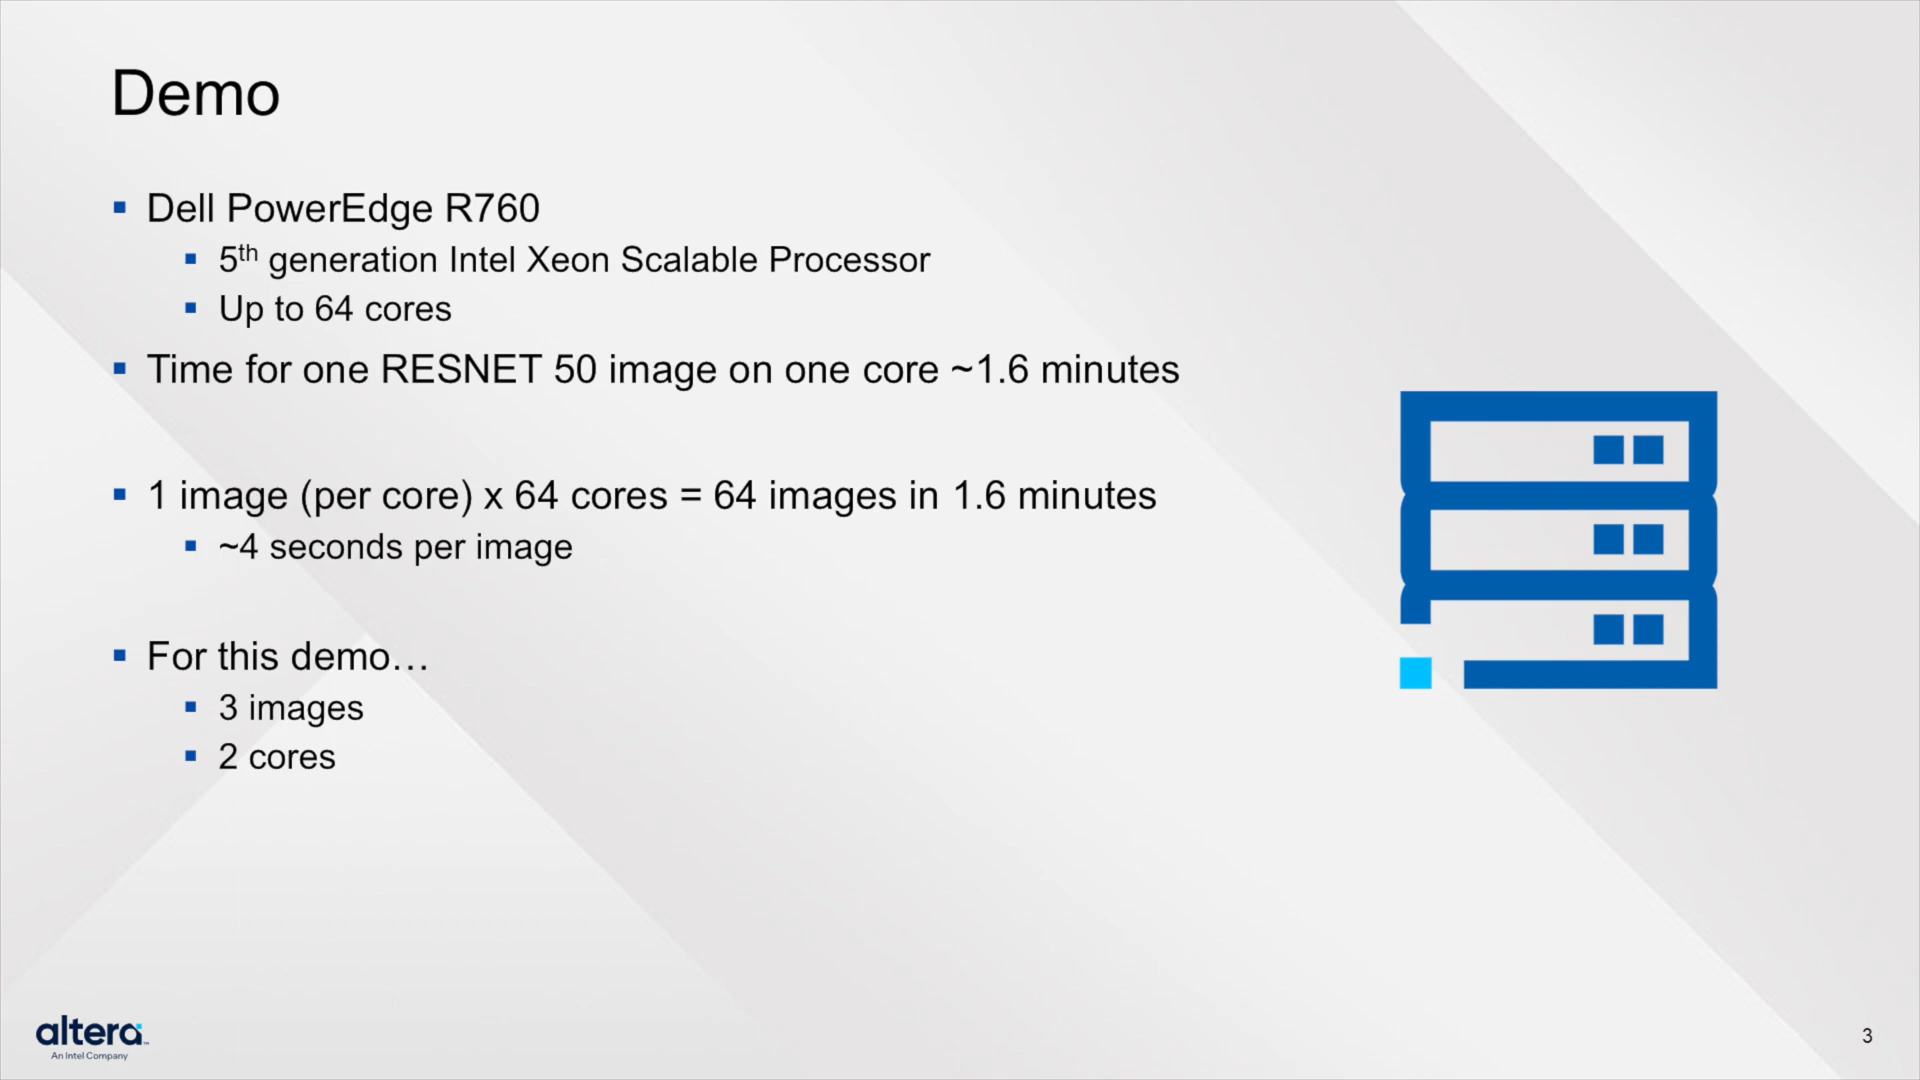 Demo
Dell PowerEdge R760
5th generation Intel Xeon Scalable Processor
Up to 64 cores
Time for one RESNET 50 image on one core ~1.6 minutes
1 image (per core) x 64 cores = 64 images in 1.6 minutes
~4 seconds per image
For this demo…
3 images
2 cores
altera™
An Intel Company
3